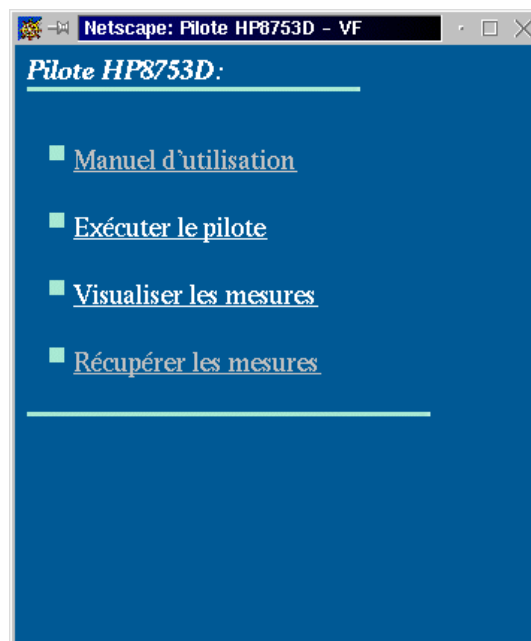 Netscape: Pilote HP8753D - VF
Pilote HP8753D:
Manuel d'utilisation
Exécuter le pilote
Visualiser les mesures
Récupérer les mesures